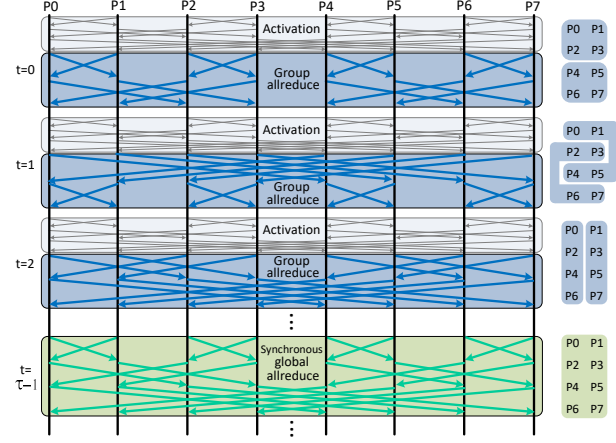 P0 P1 P2 P3 P4 P5 P6 P7
Activation
P0 P1
t=0
Group
allreduce
P2 P3
P4 P5
P6 P7
Activation
P0 P1
t=1
P2 P3
Group
allreduce
P4 P5
P6 P7
Activation
P0 P1
t=2
Group
allreduce
P2 P3
P4 P5
P6 P7
⋮
t=
τ-1
Synchronous
global
allreduce
P0 P1
P2 P3
P4 P5
P6 P7
⋮